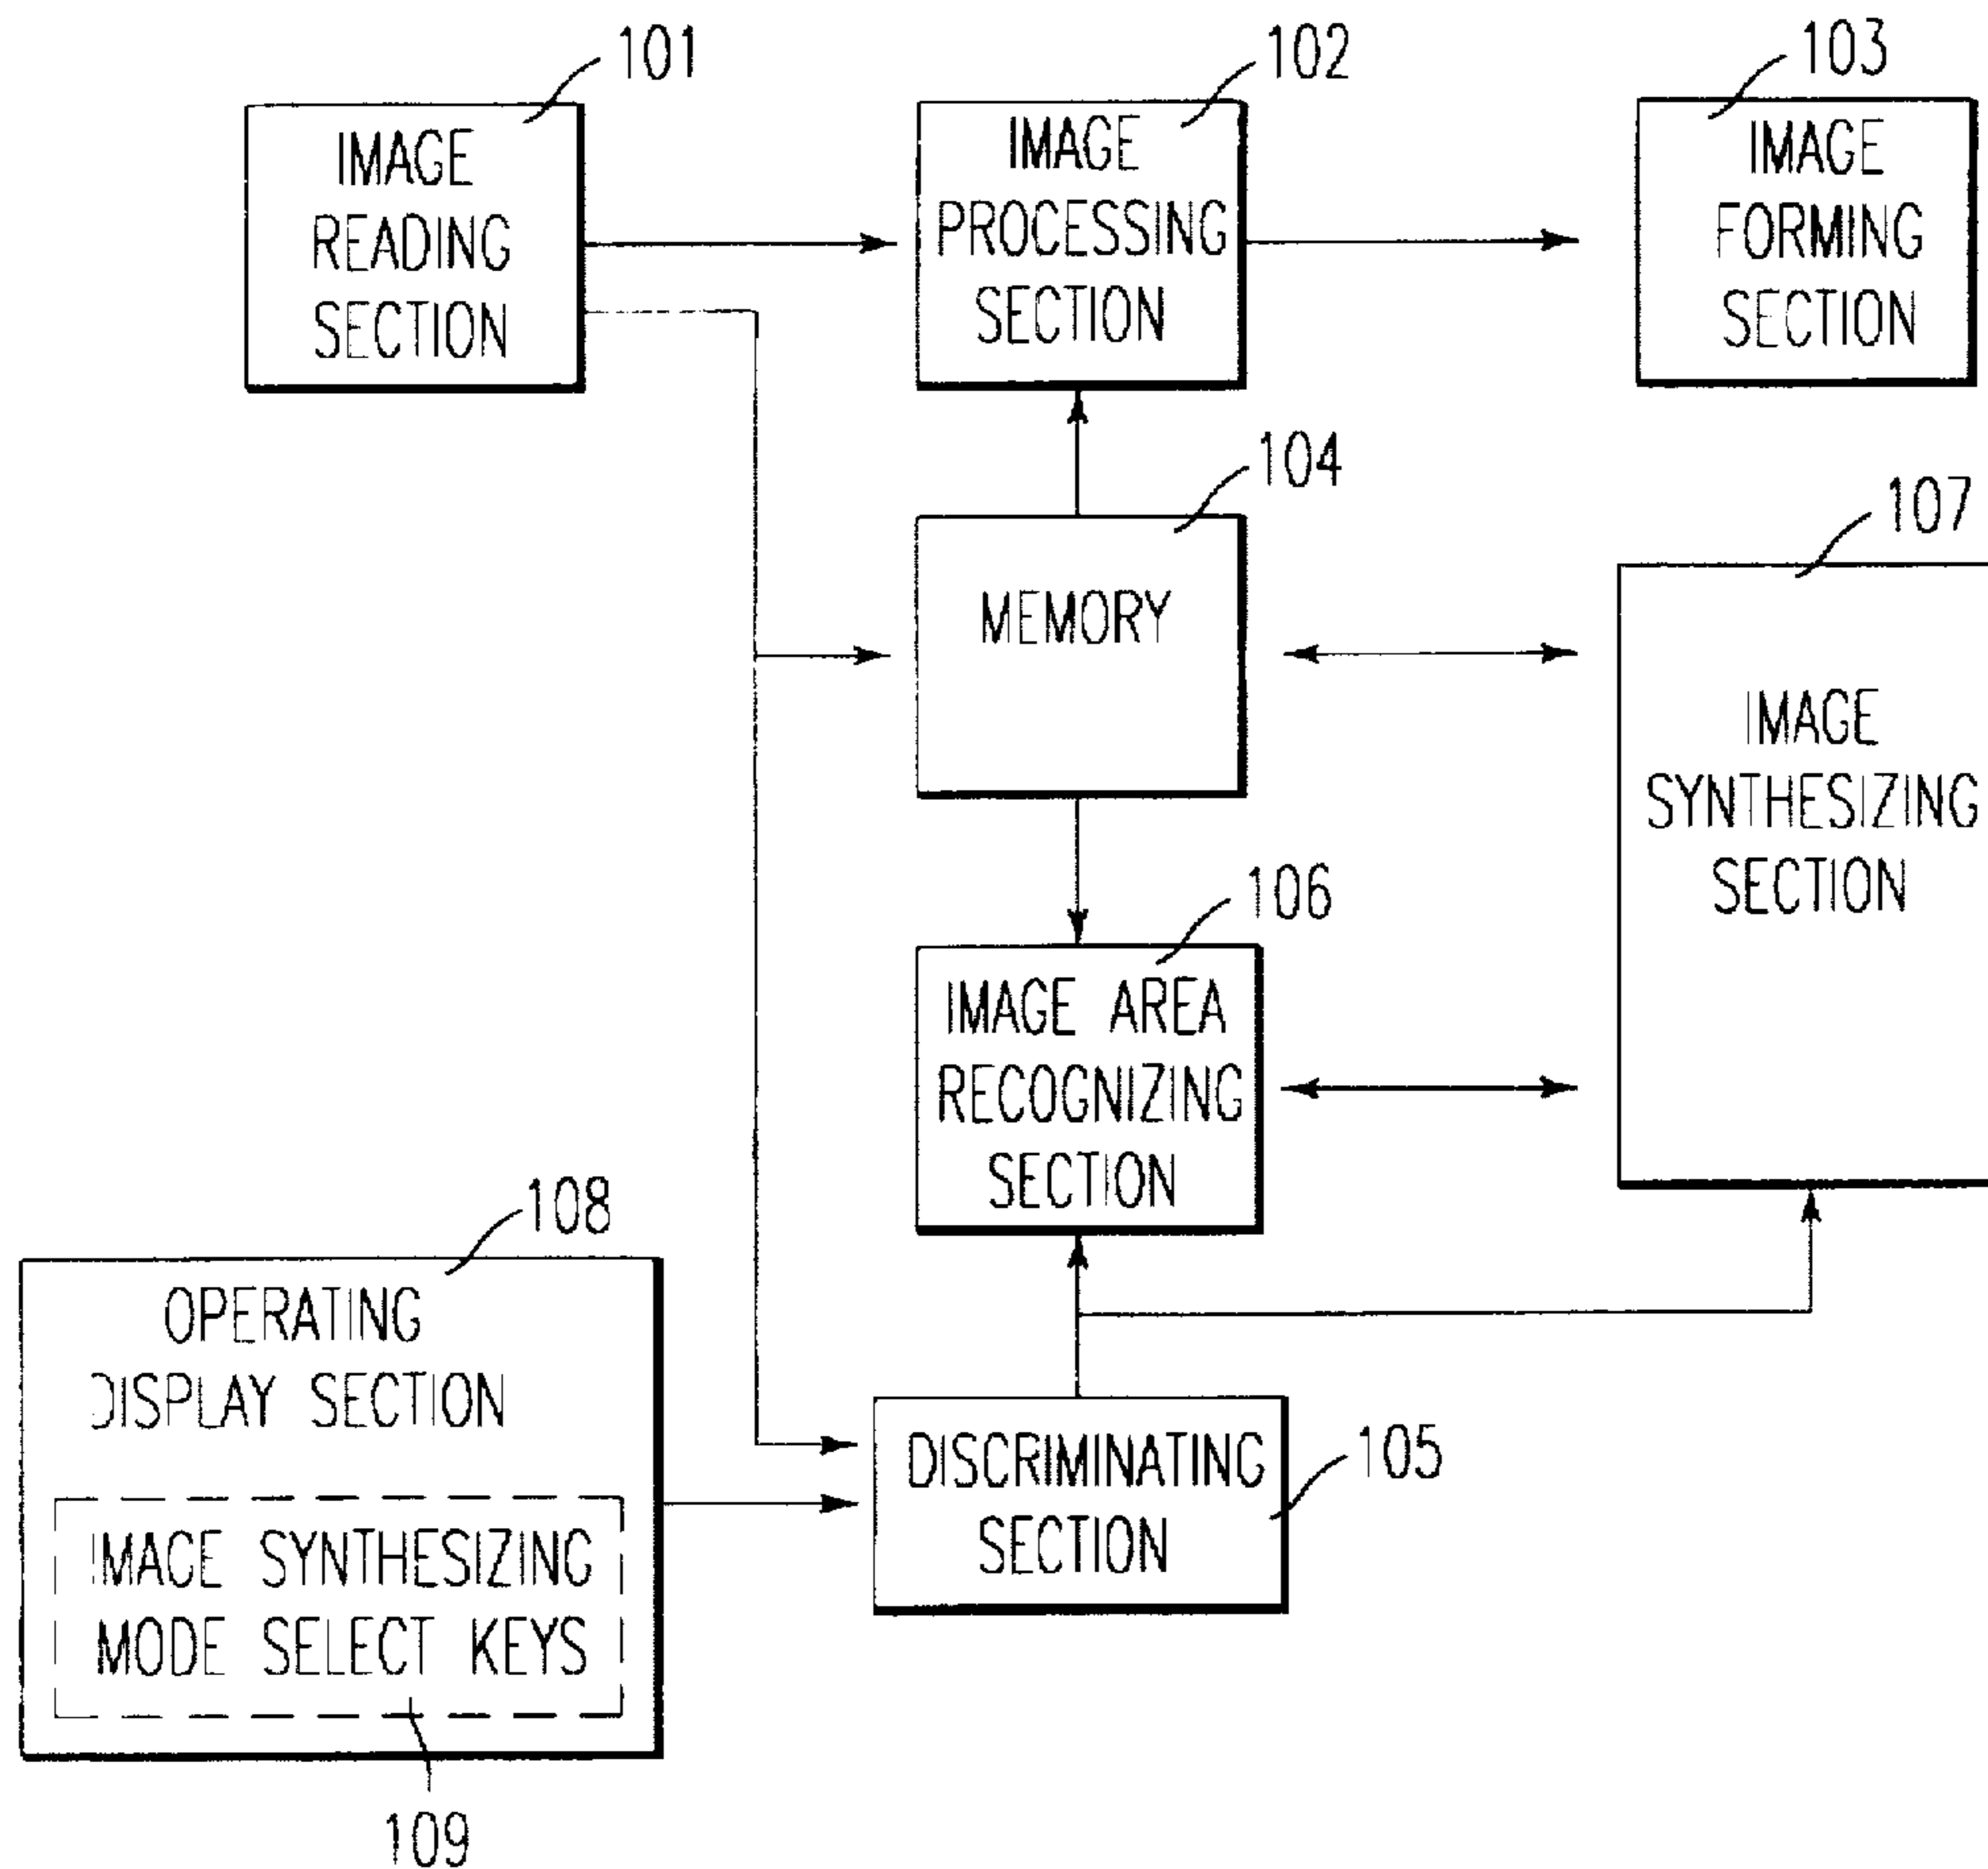 101
IMAGE
READING
SECTION
102
IMAGE
PROCESSING
SECTION
103
IMAGE
FORMING
SECTION
104
MEMORY
107
IMAGE
SYNTHESIZING
SECTION
106
IMAGE AREA
RECOGNIZING
SECTION
108
OPERATING
DISPLAY SECTION
IMAGE SYNTHESIZING
MODE SELECT KEYS
109
DISCRIMINATING
SECTION
105